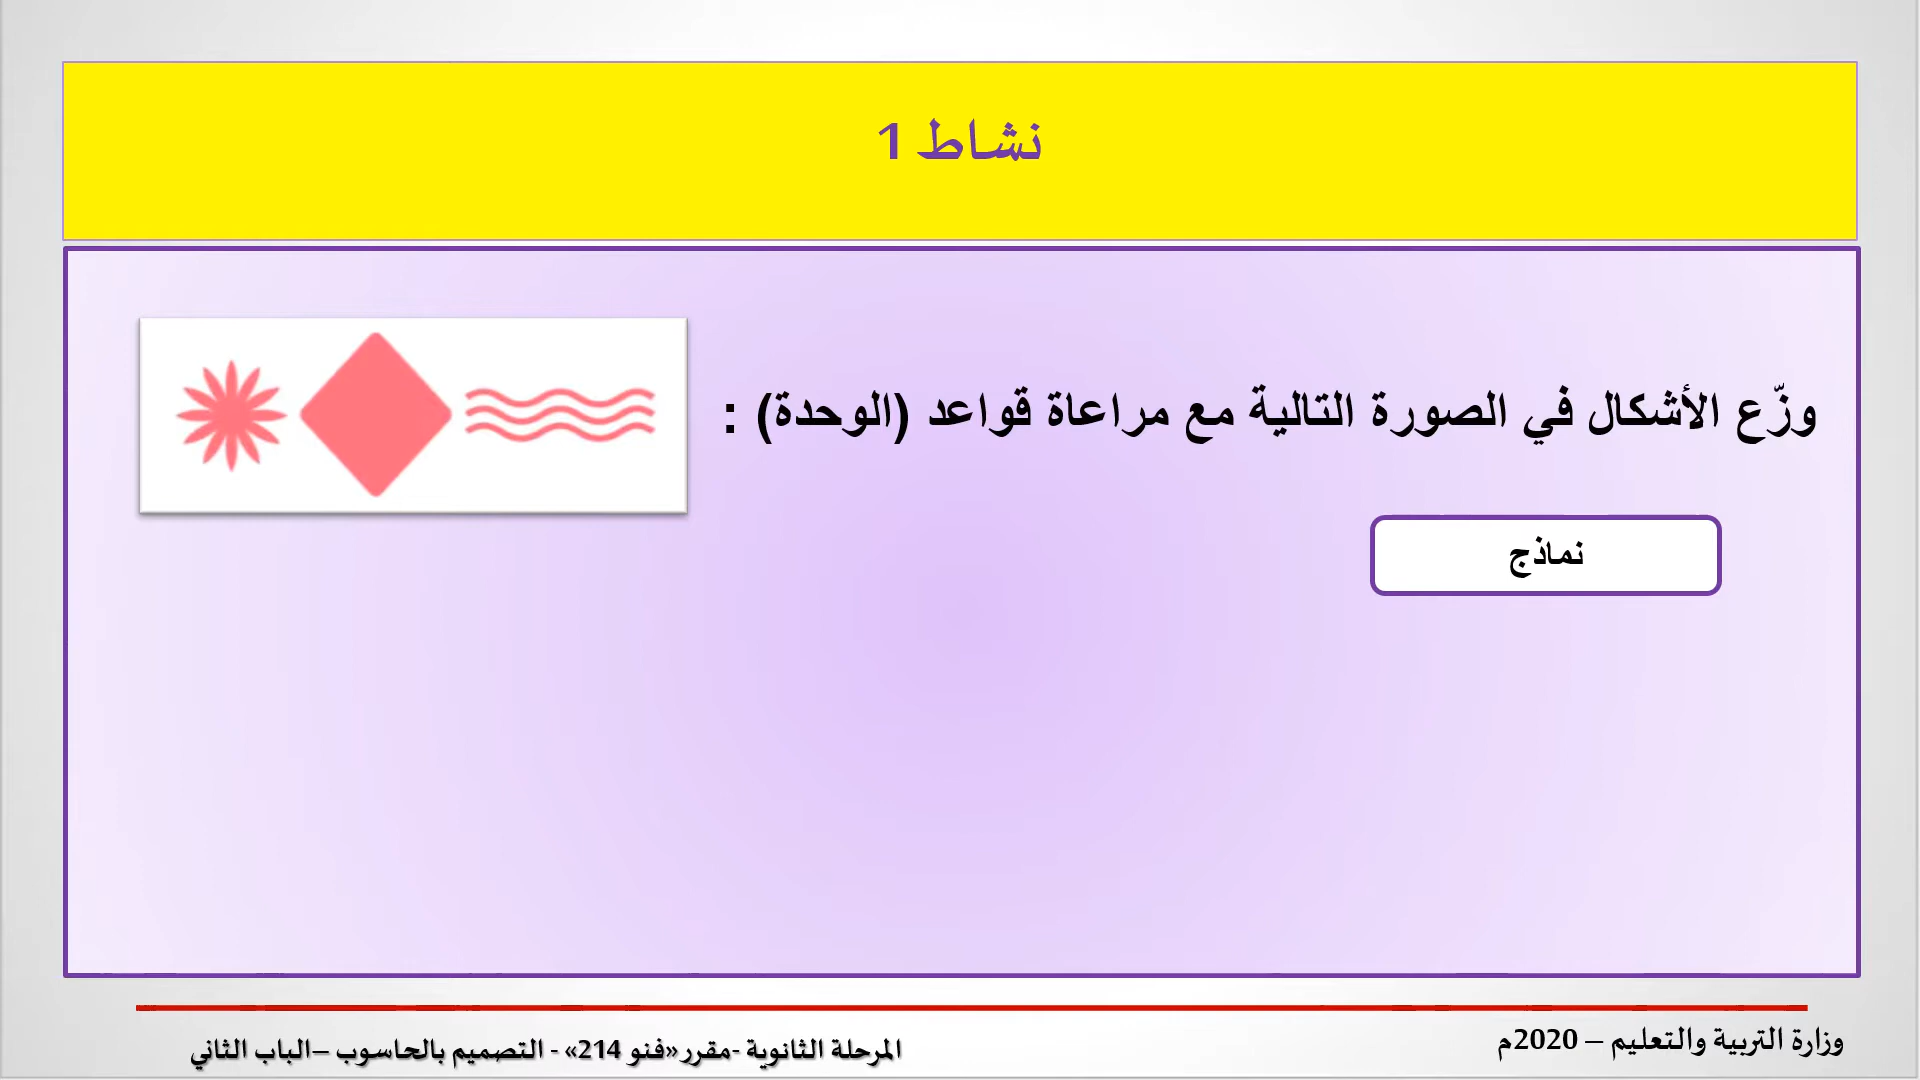 نشاط 1
وزّع الأشكال في الصورة التالية مع مراعاة قواعد (الوحدة) :
نماذج
وزارة التربية والتعليم – 2020م
المرحلة الثانوية -مقرر«فنو 214» - التصميم بالحاسوب –الباب الثاني